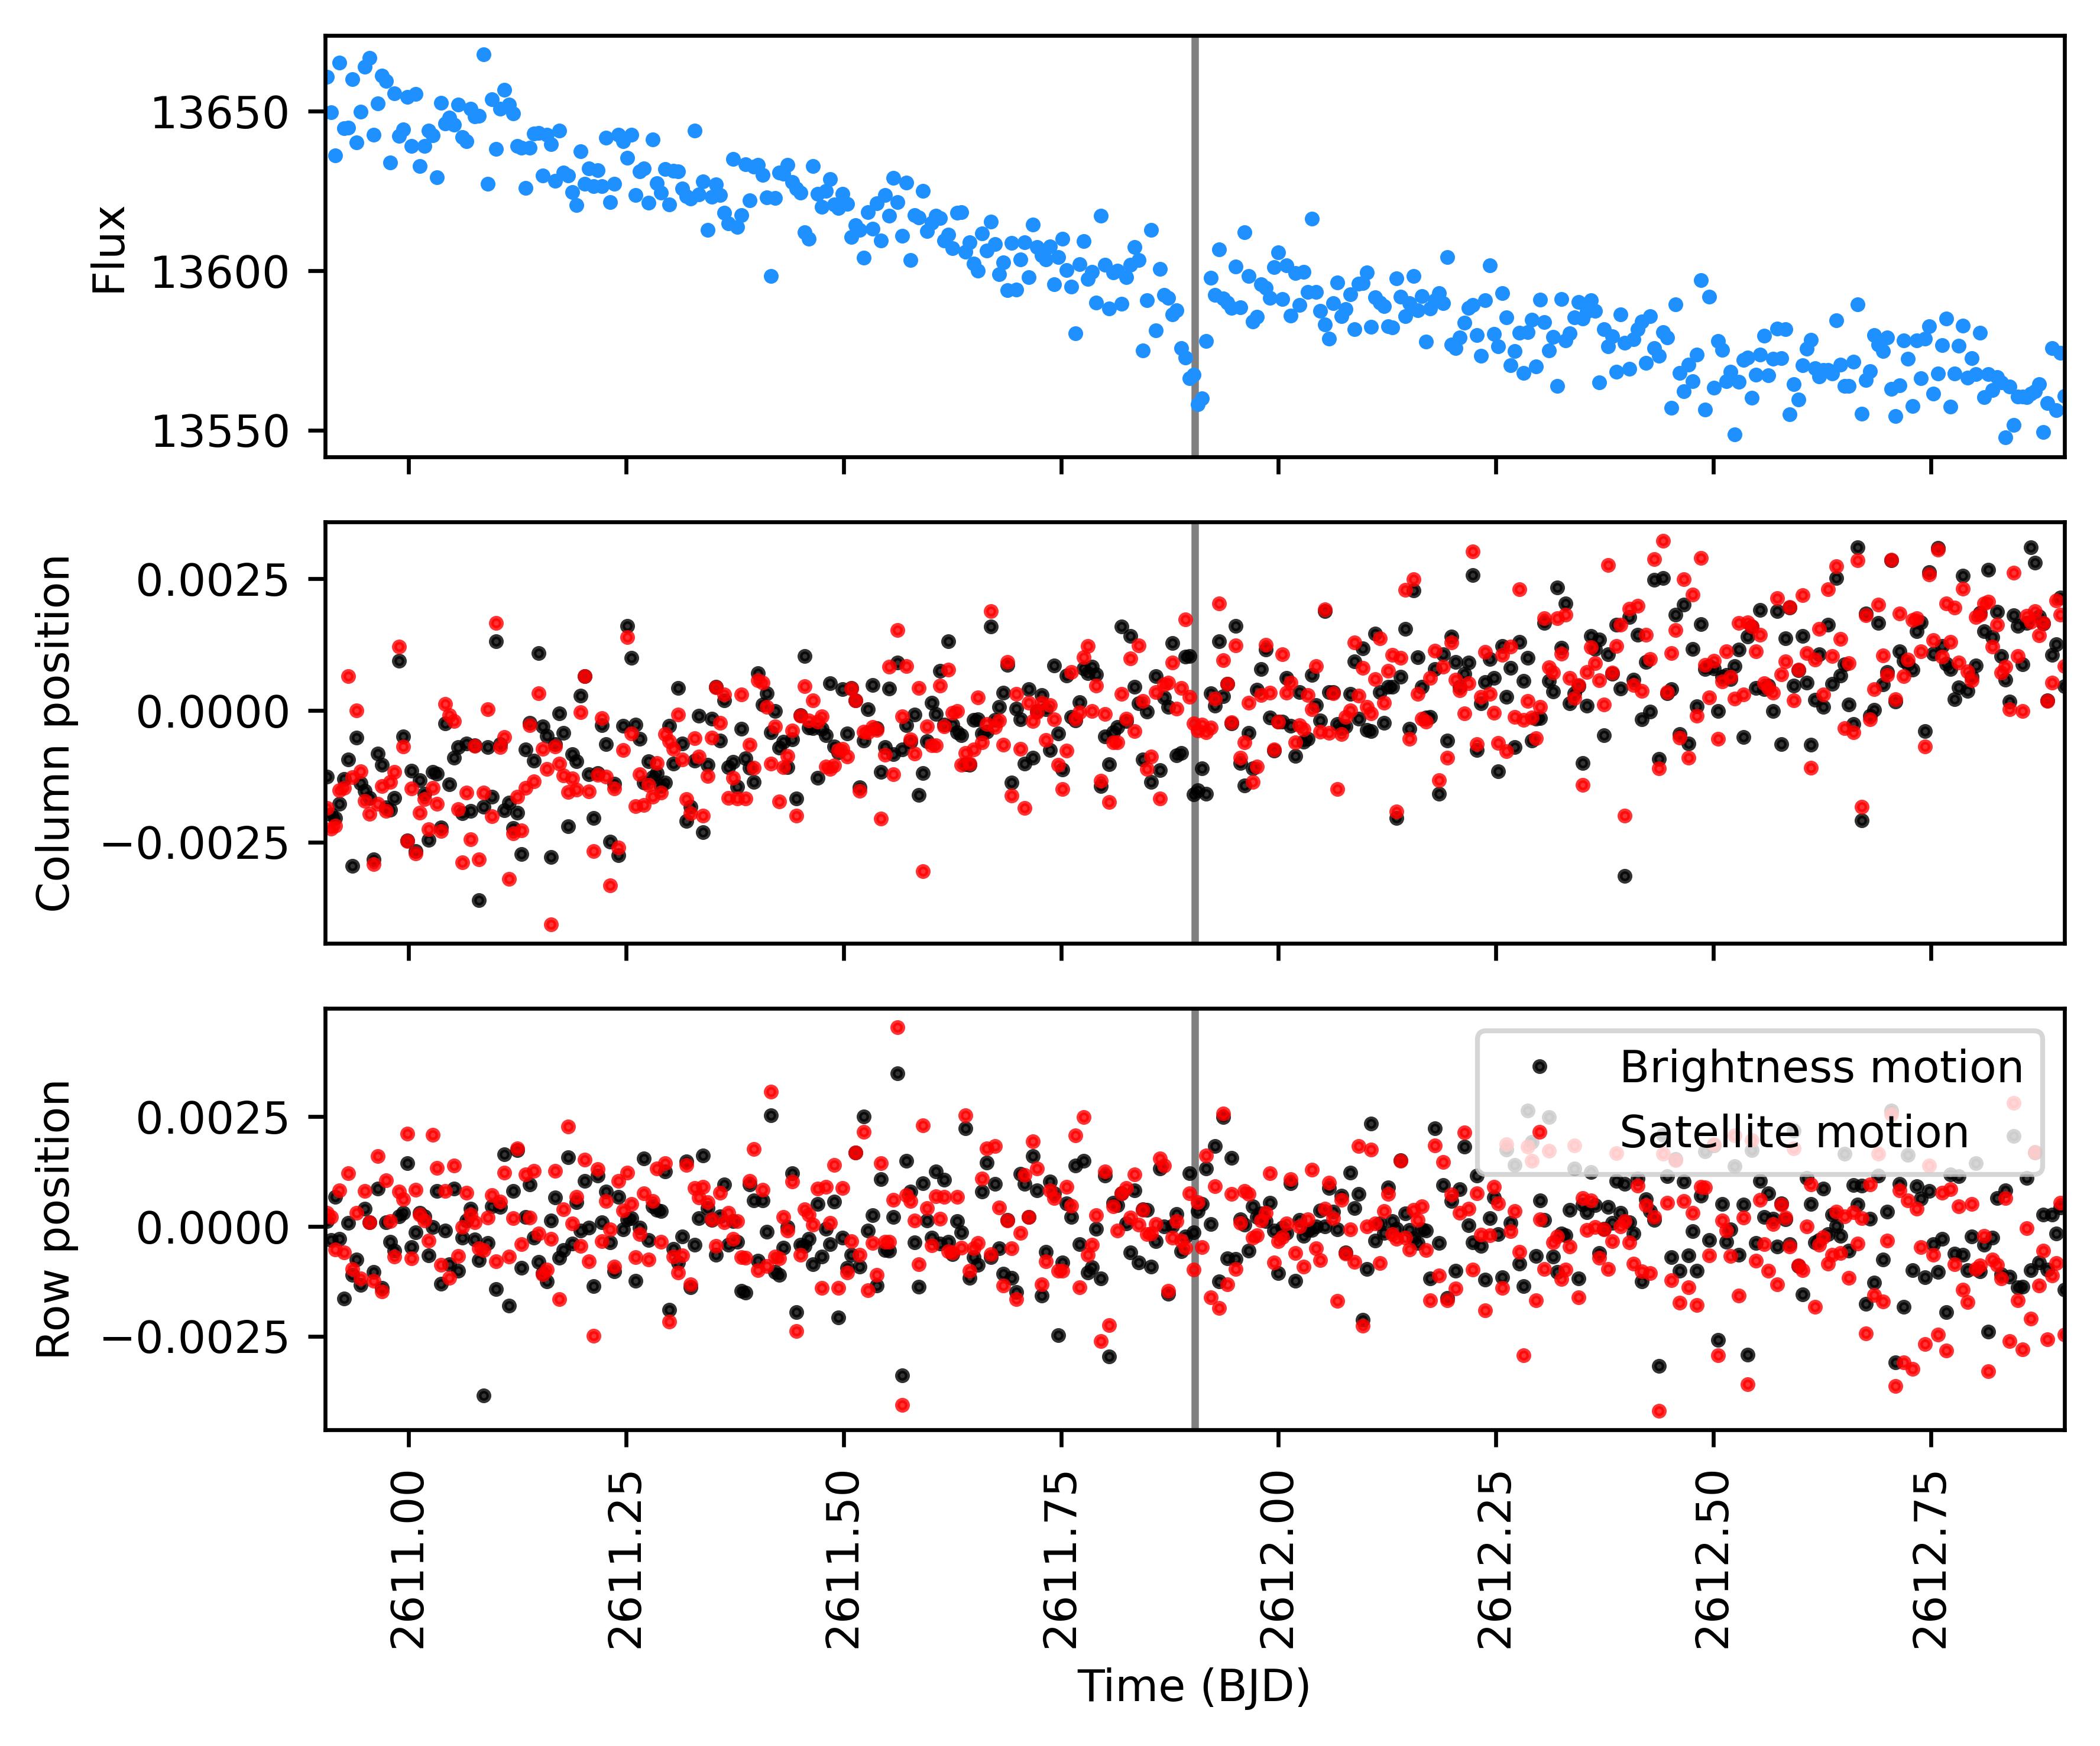 Flux
13650
13600
13550
Column position
0.0025
0.0000
−0.0025
Row position
0.0025
0.0000
−0.0025
Brightness motion
Satellite motion
2611.00
2611.25
2611.50
2611.75
2612.00
2612.25
2612.50
2612.75
Time (BJD)